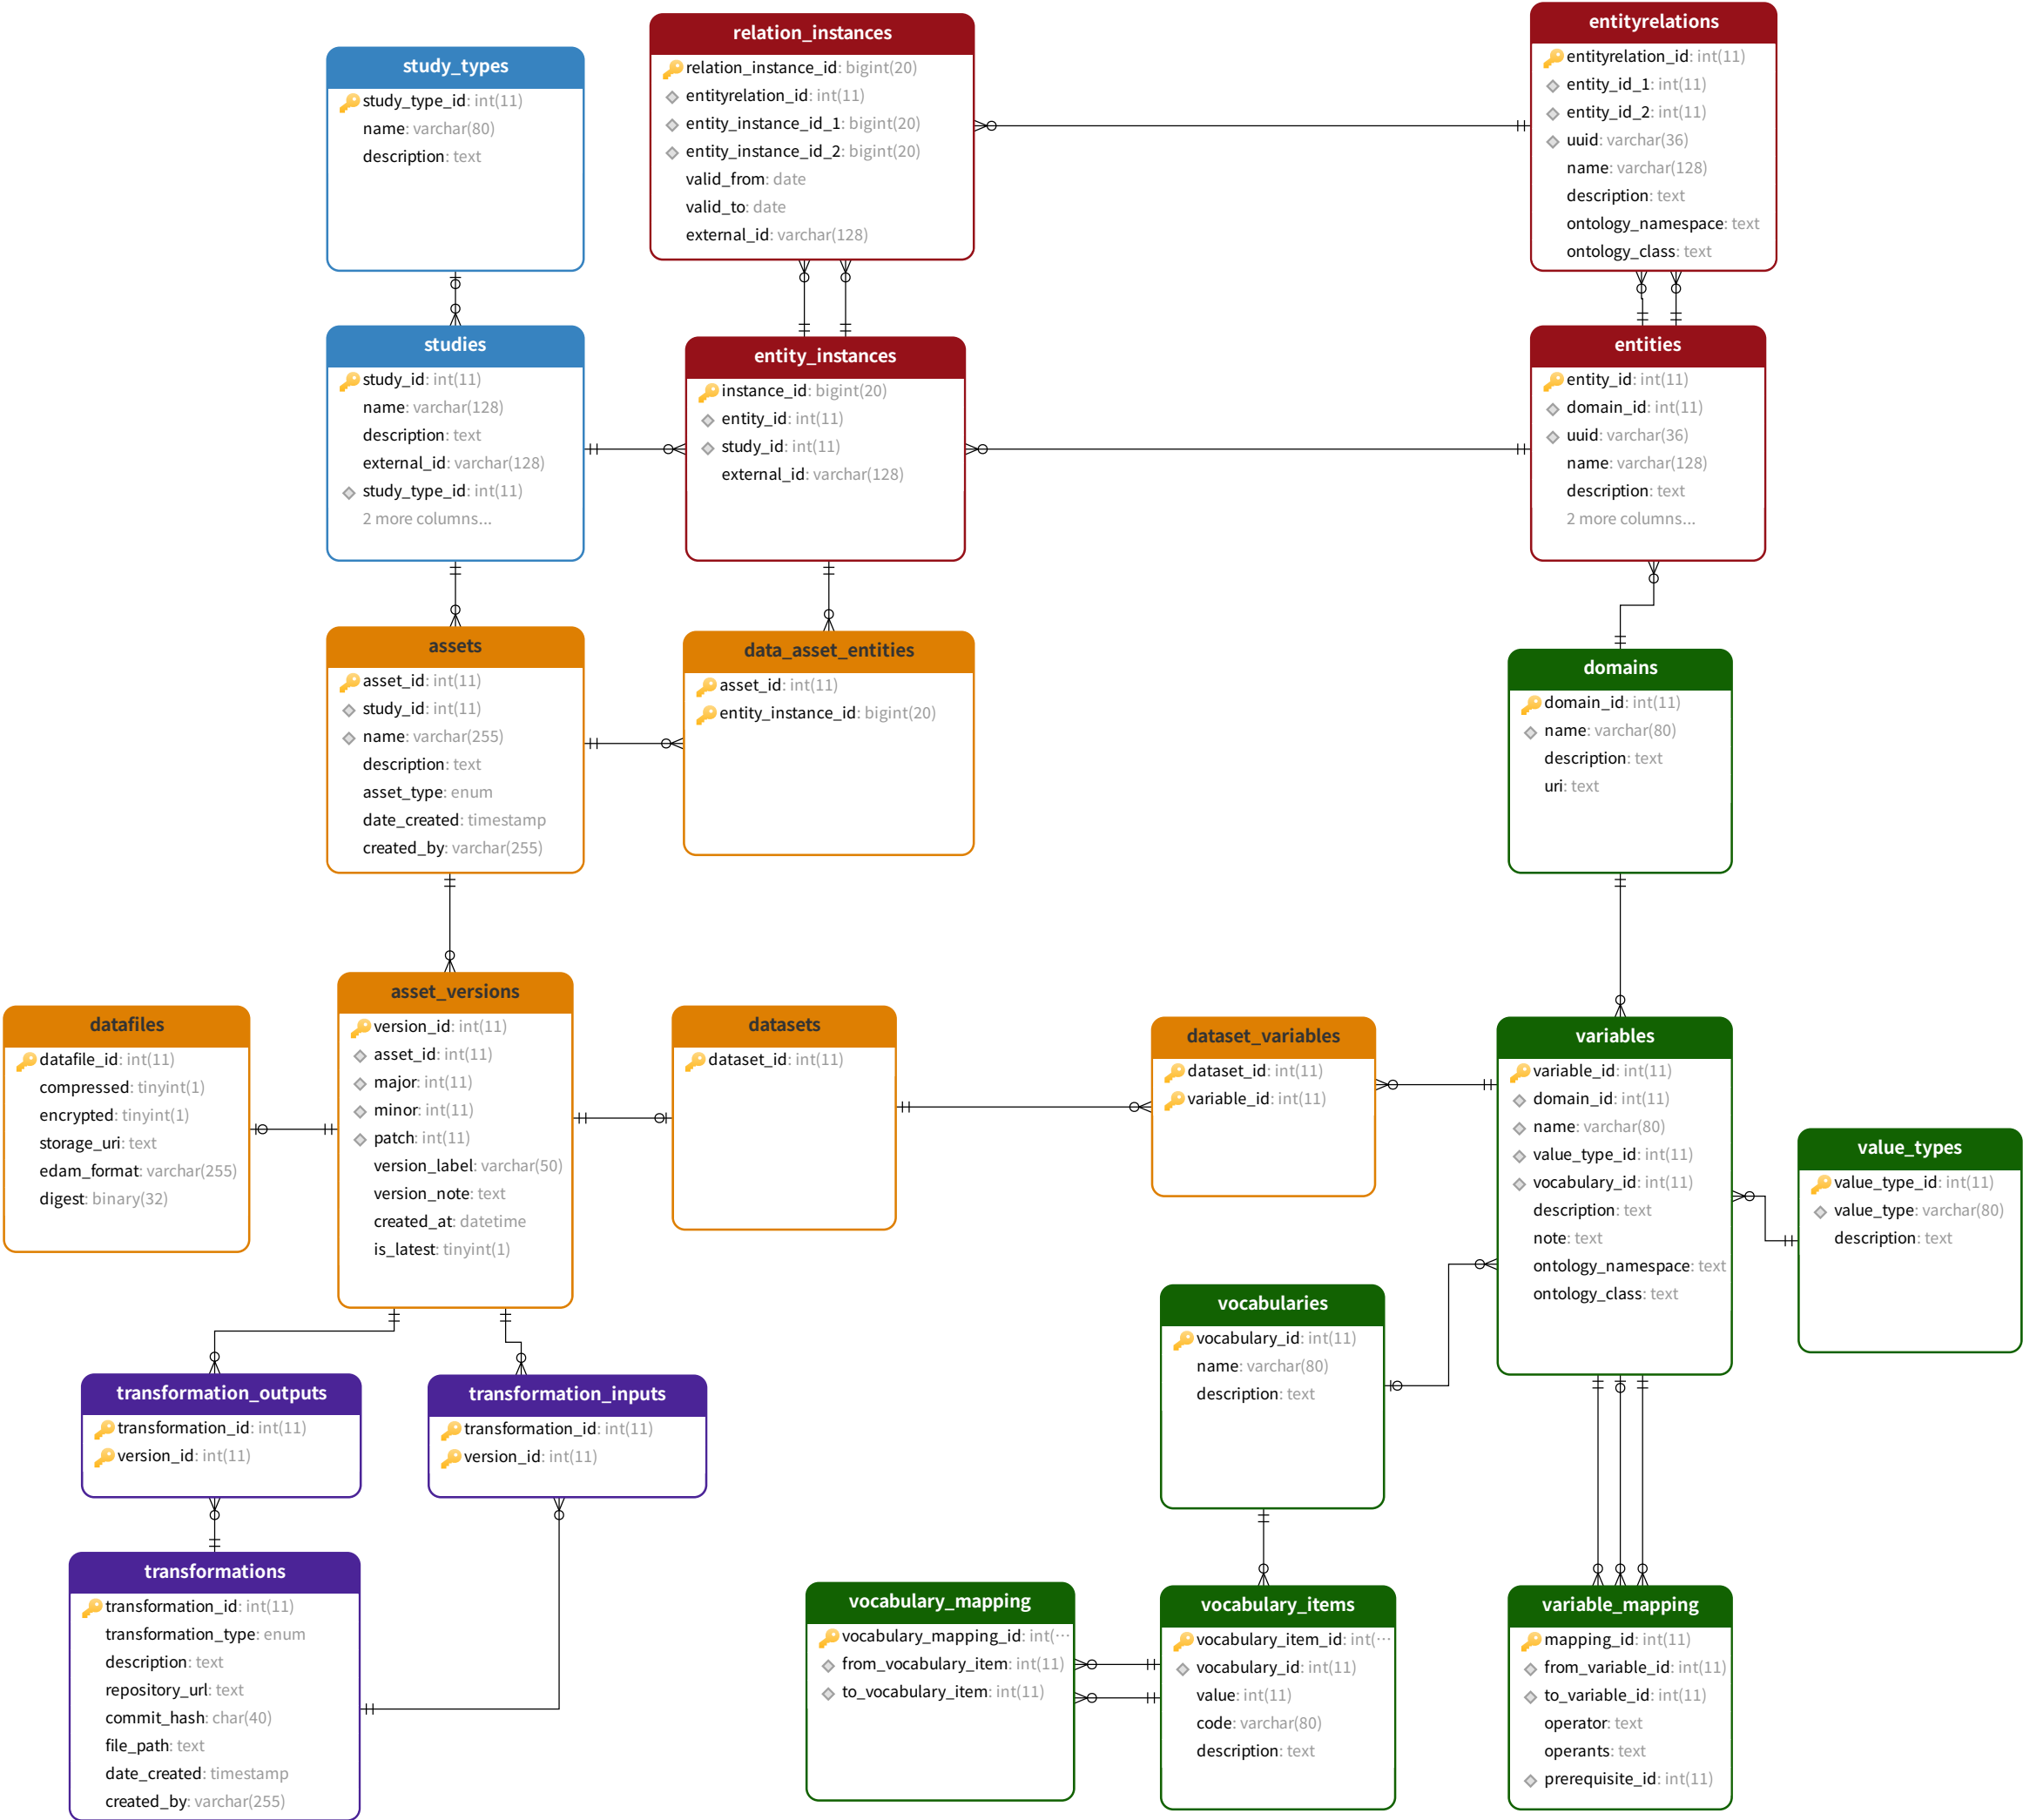 study_types
study_type_id: int(11)
name: varchar(80)
description: text
relation_instances
relation_instance_id: bigint(20)
entityrelation_id: int(11)
entity_instance_id_1: bigint(20)
entity_instance_id_2: bigint(20)
valid_from: date
valid_to: date
external_id: varchar(128)
entityrelations
entityrelation_id: int(11)
entity_id_1: int(11)
entity_id_2: int(11)
uuid: varchar(36)
name: varchar(128)
description: text
ontology_namespace: text
ontology_class: text
studies
study_id: int(11)
name: varchar(128)
description: text
external_id: varchar(128)
study_type_id: int(11)
2 more columns...
entity_instances
instance_id: bigint(20)
entity_id: int(11)
study_id: int(11)
external_id: varchar(128)
entities
entity_id: int(11)
domain_id: int(11)
uuid: varchar(36)
name: varchar(128)
description: text
2 more columns...
assets
asset_id: int(11)
study_id: int(11)
name: varchar(255)
description: text
asset_type: enum
date_created: timestamp
created_by: varchar(255)
data_asset_entities
asset_id: int(11)
entity_instance_id: bigint(20)
domains
domain_id: int(11)
name: varchar(80)
description: text
uri: text
datafiles
datafile_id: int(11)
compressed: tinyint(1)
encrypted: tinyint(1)
storage_uri: text
edam_format: varchar(255)
digest: binary(32)
asset_versions
version_id: int(11)
asset_id: int(11)
major: int(11)
minor: int(11)
patch: int(11)
version_label: varchar(50)
version_note: text
created_at: datetime
is_latest: tinyint(1)
datasets
dataset_id: int(11)
dataset_variables
dataset_id: int(11)
variable_id: int(11)
variables
variable_id: int(11)
domain_id: int(11)
name: varchar(80)
value_type_id: int(11)
vocabulary_id: int(11)
description: text
note: text
ontology_namespace: text
ontology_class: text
value_types
value_type_id: int(11)
value_type: varchar(80)
description: text
vocabularies
vocabulary_id: int(11)
name: varchar(80)
description: text
transformation_outputs
transformation_id: int(11)
version_id: int(11)
transformation_inputs
transformation_id: int(11)
version_id: int(11)
transformations
transformation_id: int(11)
transformation_type: enum
description: text
repository_url: text
commit_hash: char(40)
file_path: text
date_created: timestamp
created_by: varchar(255)
vocabulary_mapping
vocabulary_mapping_id: int(···
from_vocabulary_item: int(11)
to_vocabulary_item: int(11)
vocabulary_items
vocabulary_item_id: int(···
vocabulary_id: int(11)
value: int(11)
code: varchar(80)
description: text
variable_mapping
mapping_id: int(11)
from_variable_id: int(11)
to_variable_id: int(11)
operator: text
operants: text
prerequisite_id: int(11)